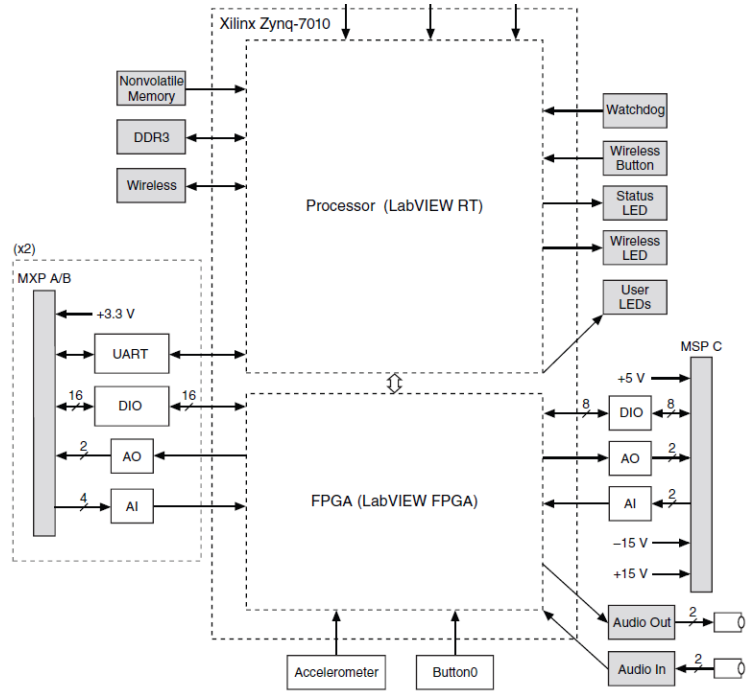 Xilinx Zynq-7010
Nonvolatile
Memory
DDR3
Wireless
Processor (LabVIEW RT)
Watchdog
Wireless
Button
Status
LED
Wireless
LED
User
LEDs
(x2)
MXP A/B
+3.3 V
UART
16
DIO
16
2
AO
4
AI
FPGA (LabVIEW FPGA)
MSP C
+5 V
8
DIO
8
AO
2
AI
2
–15 V
+15 V
Audio Out
2
Audio In
2
Accelerometer
Button0